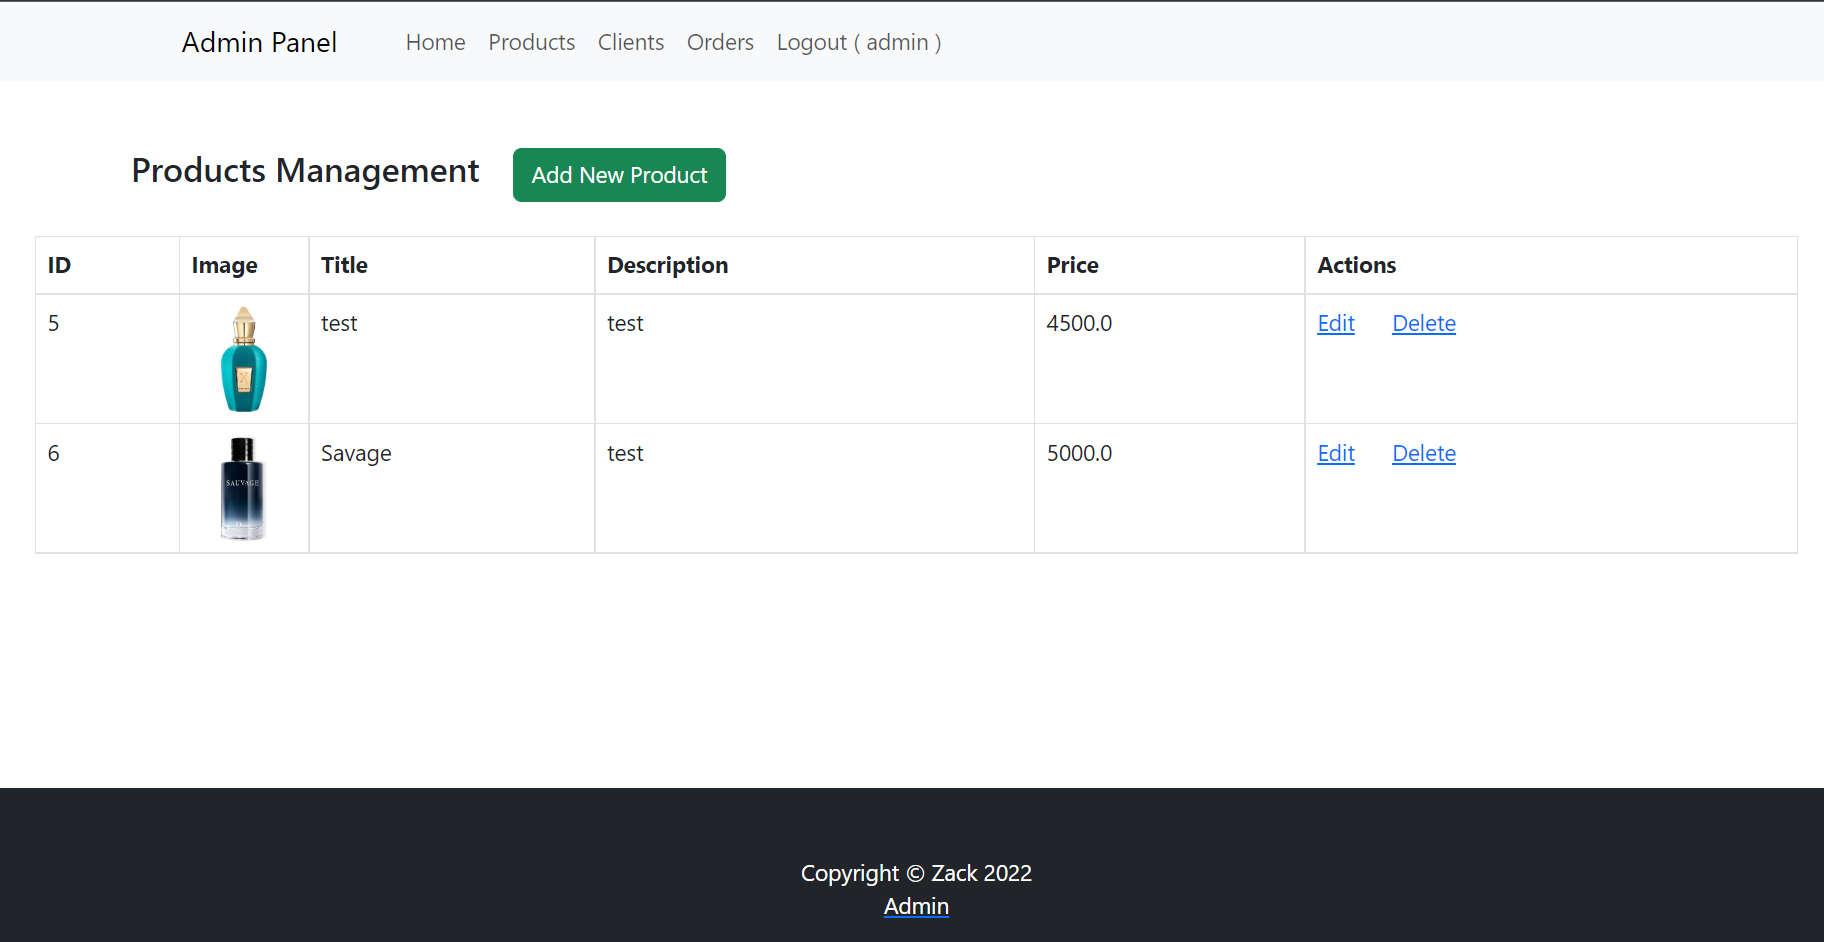 Admin Panel Home Products Clients Orders Logout ( admin )
Products Management Add New Product
ID Image Title Description Price Actions
5 test test 4500.0 Edit Delete
6 Savage test 5000.0 Edit Delete
SAUVAGE
Copyright © Zack 2022
Admin